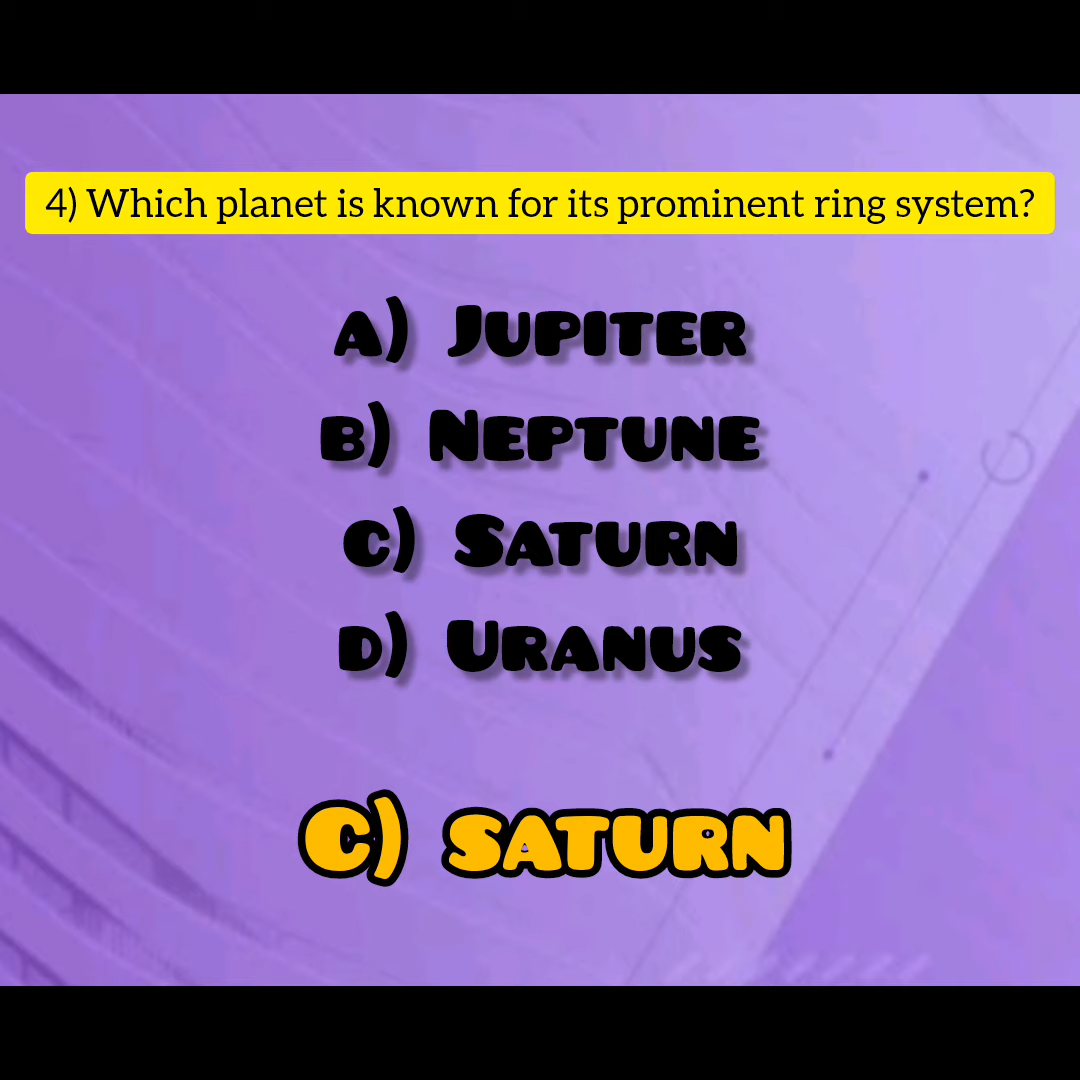 4) Which planet is known for its prominent ring system?
A) Jupiter
B) Neptune
C) Saturn
D) Uranus
C) Saturn